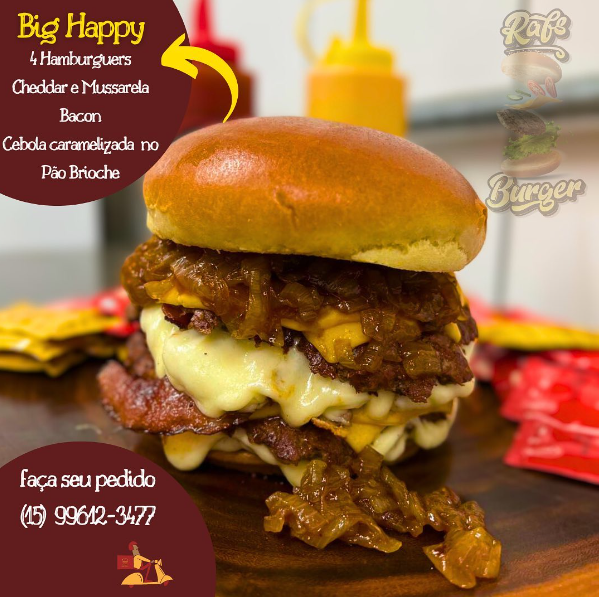 Big Happy
4 Hamburguers
Cheddar e Mussarela
Bacon
Cebola caramelizada no
Pão Brioche
Rafs
Burger
faça seu pedido
(15) 99612-3477